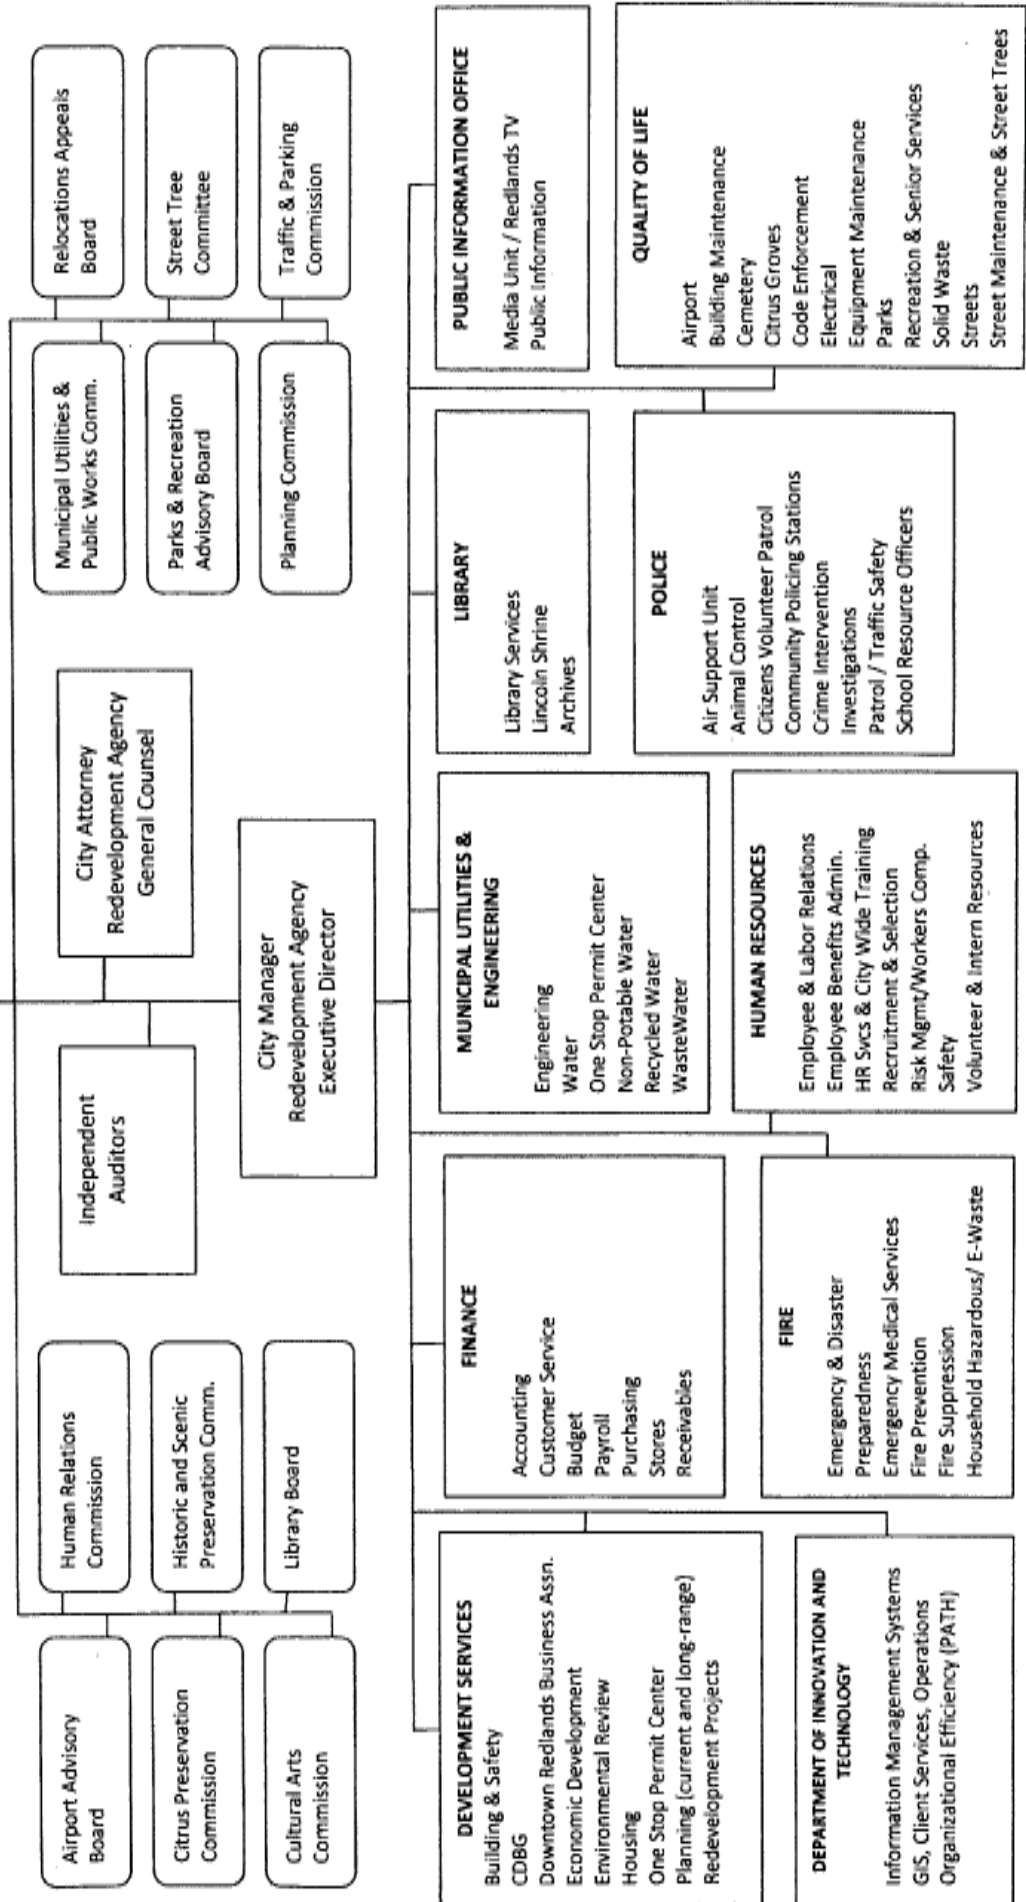 Airport Advisory
Board
Human Relations
Commission
Citrus Preservation
Commission
Historic and Scenic
Preservation Comm.
Cultural Arts
Commission
Library Board
Independent
Auditors
City Attorney
Redevelopment Agency
General Counsel
Municipal Utilities &
Public Works Comm.
Relocations Appeals
Board
Parks & Recreation
Advisory Board
Street Tree
Committee
Planning Commission
Traffic & Parking
Commission
City Manager
Redevelopment Agency
Executive Director
DEVELOPMENT SERVICES
Building & Safety
CDBG
Downtown Redlands Business Assn.
Economic Development
Environmental Review
Housing
One Stop Permit Center
Planning (current and long-range)
Redevelopment Projects
FINANCE
Accounting
Customer Service
Budget
Payroll
Purchasing
Stores
Receivables
MUNICIPAL UTILITIES &
ENGINEERING
Engineering
Water
One Stop Permit Center
Non-Potable Water
Recycled Water
WasteWater
LIBRARY
Library Services
Lincoln Shrine
Archives
PUBLIC INFORMATION OFFICE
Media Unit / Redlands TV
Public Information
DEPARTMENT OF INNOVATION AND
TECHNOLOGY
Information Management Systems
GIS, Client Services, Operations
Organizational Efficiency (PATH)
FIRE
Emergency & Disaster
Preparedness
Emergency Medical Services
Fire Prevention
Fire Suppression
Household Hazardous/ E-Waste
HUMAN RESOURCES
Employee & Labor Relations
Employee Benefits Admin.
HR Svcs & City Wide Training
Recruitment & Selection
Risk Mgmt/Workers Comp.
Safety
Volunteer & Intern Resources
POLICE
Air Support Unit
Animal Control
Citizens Volunteer Patrol
Community Policing Stations
Crime Intervention
Investigations
Patrol / Traffic Safety
School Resource Officers
QUALITY OF LIFE
Airport
Building Maintenance
Cemetery
Citrus Groves
Code Enforcement
Electrical
Equipment Maintenance
Parks
Recreation & Senior Services
Solid Waste
Streets
Street Maintenance & Street Trees